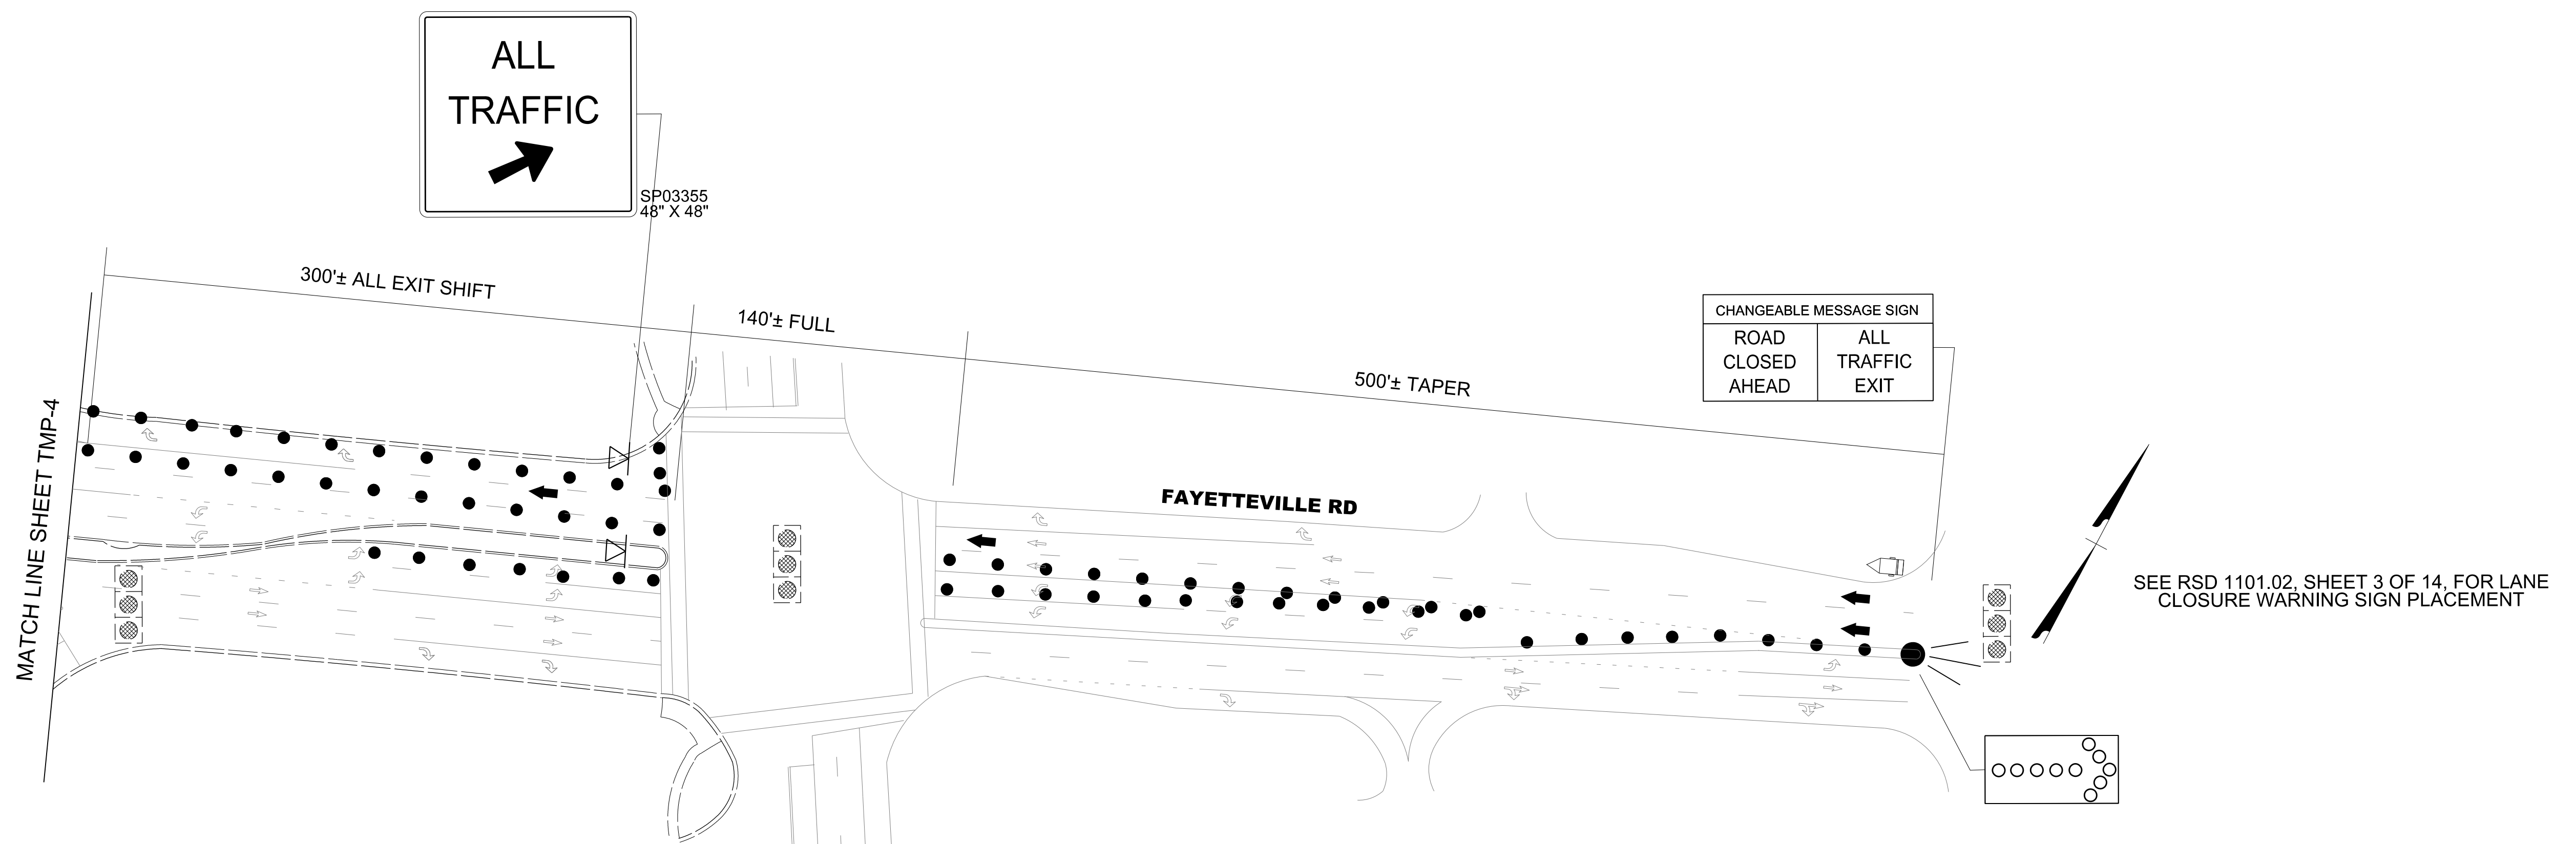 ALL
TRAFFIC
SP03355
48" X 48"
300'± ALL EXIT SHIFT
140'± FULL
500'± TAPER
CHANGEABLE MESSAGE SIGN
ROAD
CLOSED
AHEAD
ALL
TRAFFIC
EXIT
MATCH LINE SHEET TMP-4
FAYETTEVILLE RD
SEE RSD 1101.02, SHEET 3 OF 14, FOR LANE
CLOSURE WARNING SIGN PLACEMENT